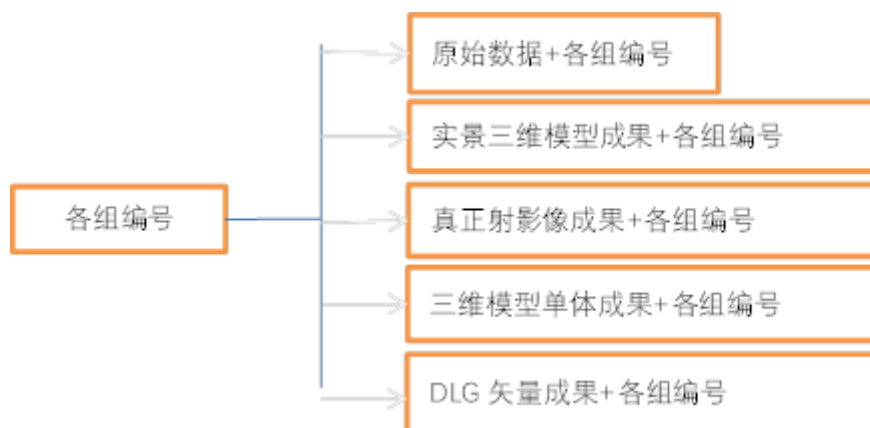 原始数据+各组编号
实景三维模型成果+各组编号
各组编号
真正射影像成果+各组编号
三维模型单体成果+各组编号
DLG 矢量成果+各组编号